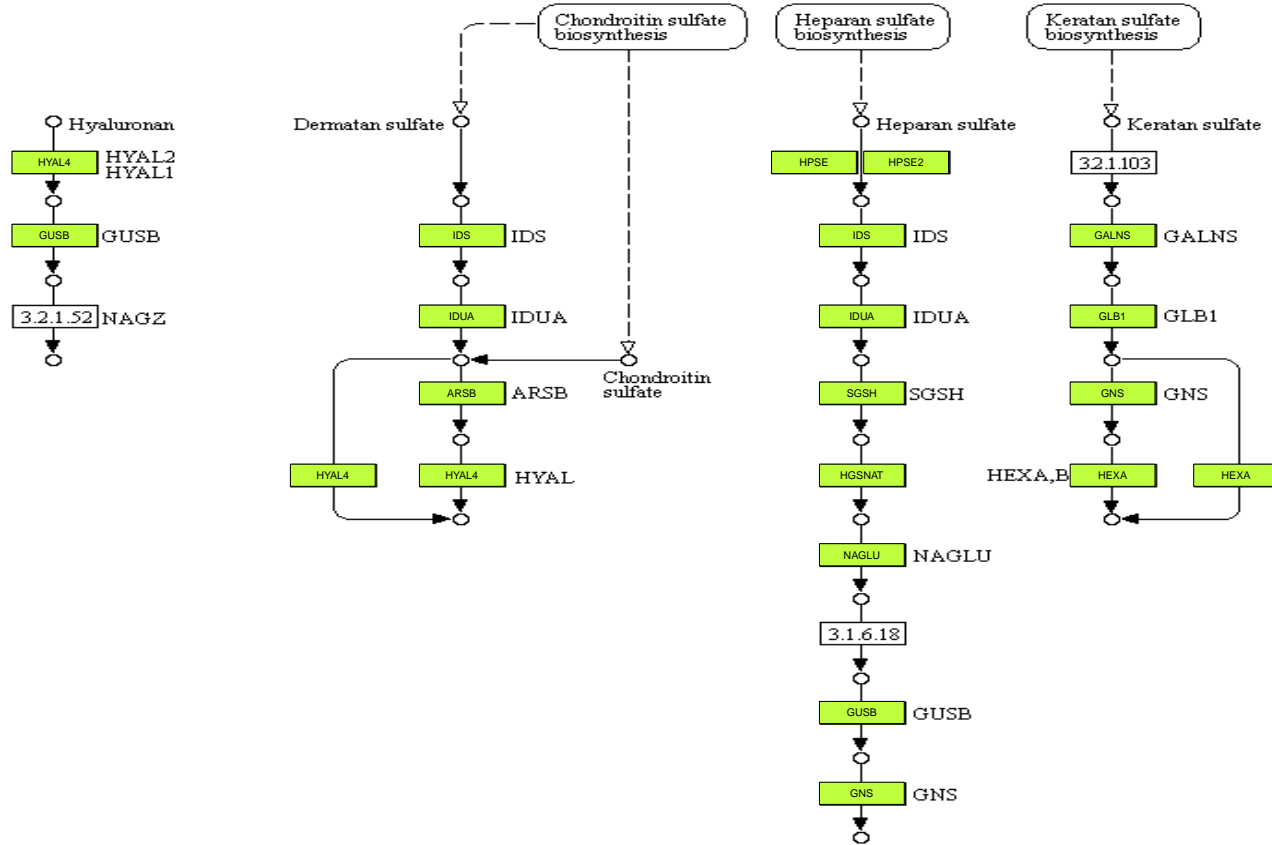 Chondroitin sulfate
biosynthesis
Heparan sulfate
biosynthesis
Keratan sulfate
biosynthesis
Hyaluronan
HYAL4
HYAL2
HYAL1
GUSB
GUSB
3.2.1.52
NAGZ
Dermatan sulfate
IDS
IDS
IDUA
IDUA
Chondroitin
sulfate
ARSB
ARSB
HYAL4
HYAL4
HYAL
Heparan sulfate
HPSE
HPSE2
IDS
IDS
IDUA
IDUA
SGSH
SGSH
HGSNAT
NAGLU
NAGLU
3.1.6.18
GUSB
GUSB
GNS
GNS
Keratan sulfate
3.2.1.103
GALNS
GALNS
GLB1
GLB1
GNS
GNS
HEXA,B
HEXA
HEXA